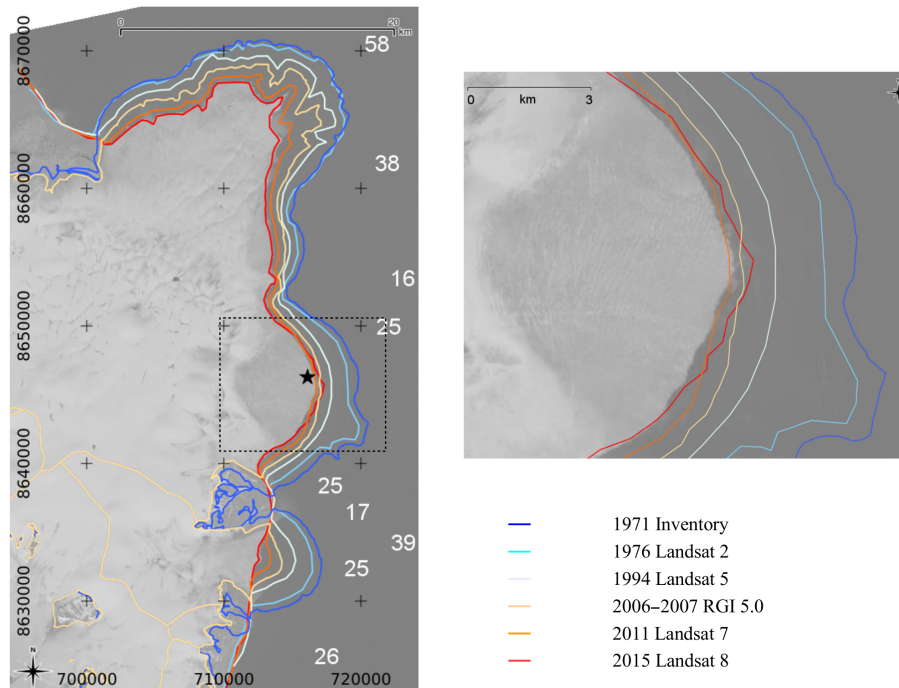 0 20
km
58
8670000
38
8660000
16
25
8650000
8640000
25
17
39
25
8630000
26
N
700000 710000 720000
0 km 3
1971 Inventory
1976 Landsat 2
1994 Landsat 5
2006–2007 RGI 5.0
2011 Landsat 7
2015 Landsat 8